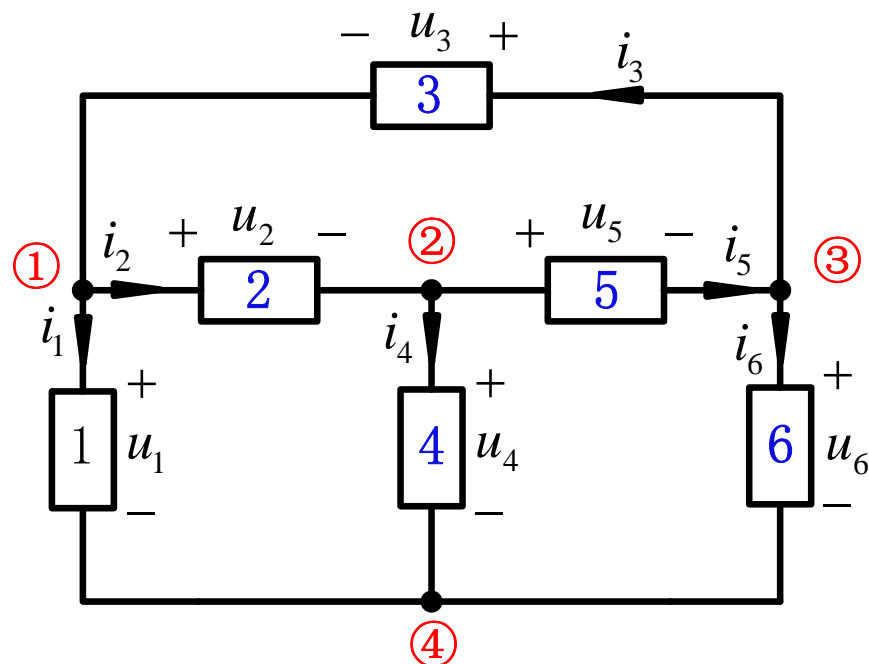 − u₃ +
i₃
3
① i₂ + u₂ − ② + u₅ − i₅ ③
2 5
i₁ i₄ i₆
+ + +
1 u₁ 4 u₄ 6 u₆
− − −
④